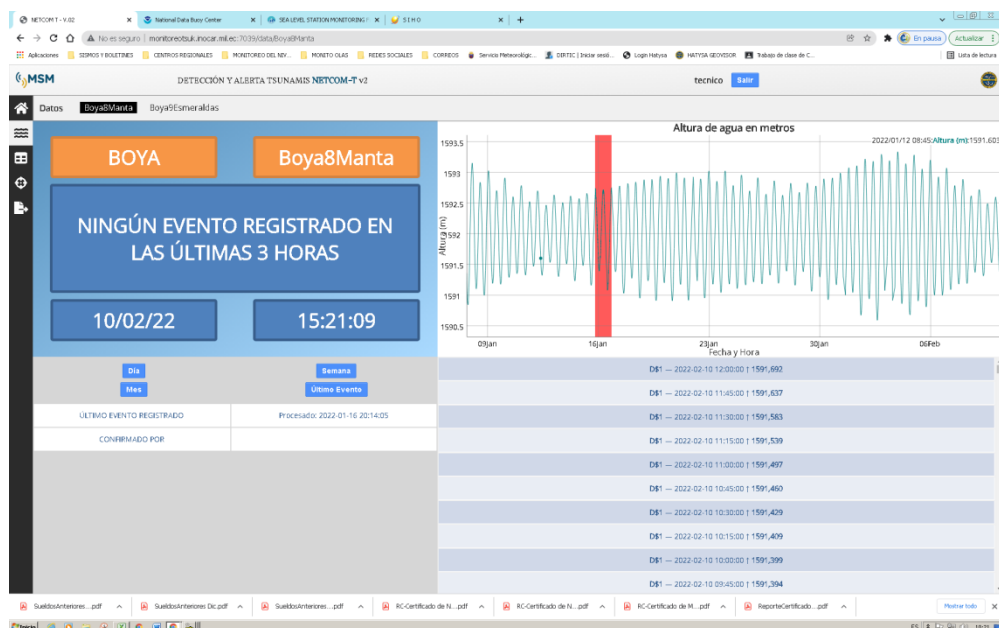 NETCOM T - V.02
National Data Buoy Center
SEA LEVEL STATION MONITORING F
S I H O
No es seguro | monitoreotsuk.inocar.mil.ec:7039/data/Boya8Manta
En pausa
Actualizar
Aplicaciones
SISMOS Y BOLETINES
CENTROS REGIONALES
MONITOREO DEL NIV...
MONITO OLAS
REDES SOCIALES
CORREOS
Servicio Meteorológic...
DIRTIC | Iniciar sesió...
Login Hatysa
HATYSA GEOVISOR
Trabajo de clase de C...
Lista de lectura
MSM
DETECCIÓN Y ALERTA TSUNAMIS NETCOM-T v2
tecnico
Salir
Datos
Boya8Manta
Boya9Esmeraldas
BOYA
Boya8Manta
NINGÚN EVENTO REGISTRADO EN
LAS ÚLTIMAS 3 HORAS
10/02/22
15:21:09
Altura de agua en metros
2022/01/12 08:45:Altura (m):1591.603
1593.5
1593
1592.5
1592
1591.5
1591
1590.5
Altura (m)
09Jan
16Jan
23Jan
30Jan
06Feb
Fecha y Hora
Día
Semana
Mes
Último Evento
ÚLTIMO EVENTO REGISTRADO
Procesado: 2022-01-16 20:14:05
CONFIRMADO POR
D$1 — 2022-02-10 12:00:00 † 1591,692
D$1 — 2022-02-10 11:45:00 † 1591,637
D$1 — 2022-02-10 11:30:00 † 1591,583
D$1 — 2022-02-10 11:15:00 † 1591,539
D$1 — 2022-02-10 11:00:00 † 1591,497
D$1 — 2022-02-10 10:45:00 † 1591,460
D$1 — 2022-02-10 10:30:00 † 1591,429
D$1 — 2022-02-10 10:15:00 † 1591,409
D$1 — 2022-02-10 10:00:00 † 1591,399
D$1 — 2022-02-10 09:45:00 † 1591,394
SueldosAnteriores...pdf
SueldosAnteriores Dic.pdf
SueldosAnteriores...pdf
RC-Certificado de N...pdf
RC-Certificado de N...pdf
RC-Certificado de M...pdf
ReporteCertificado...pdf
Mostrar todo
Inicio
ES
10:21